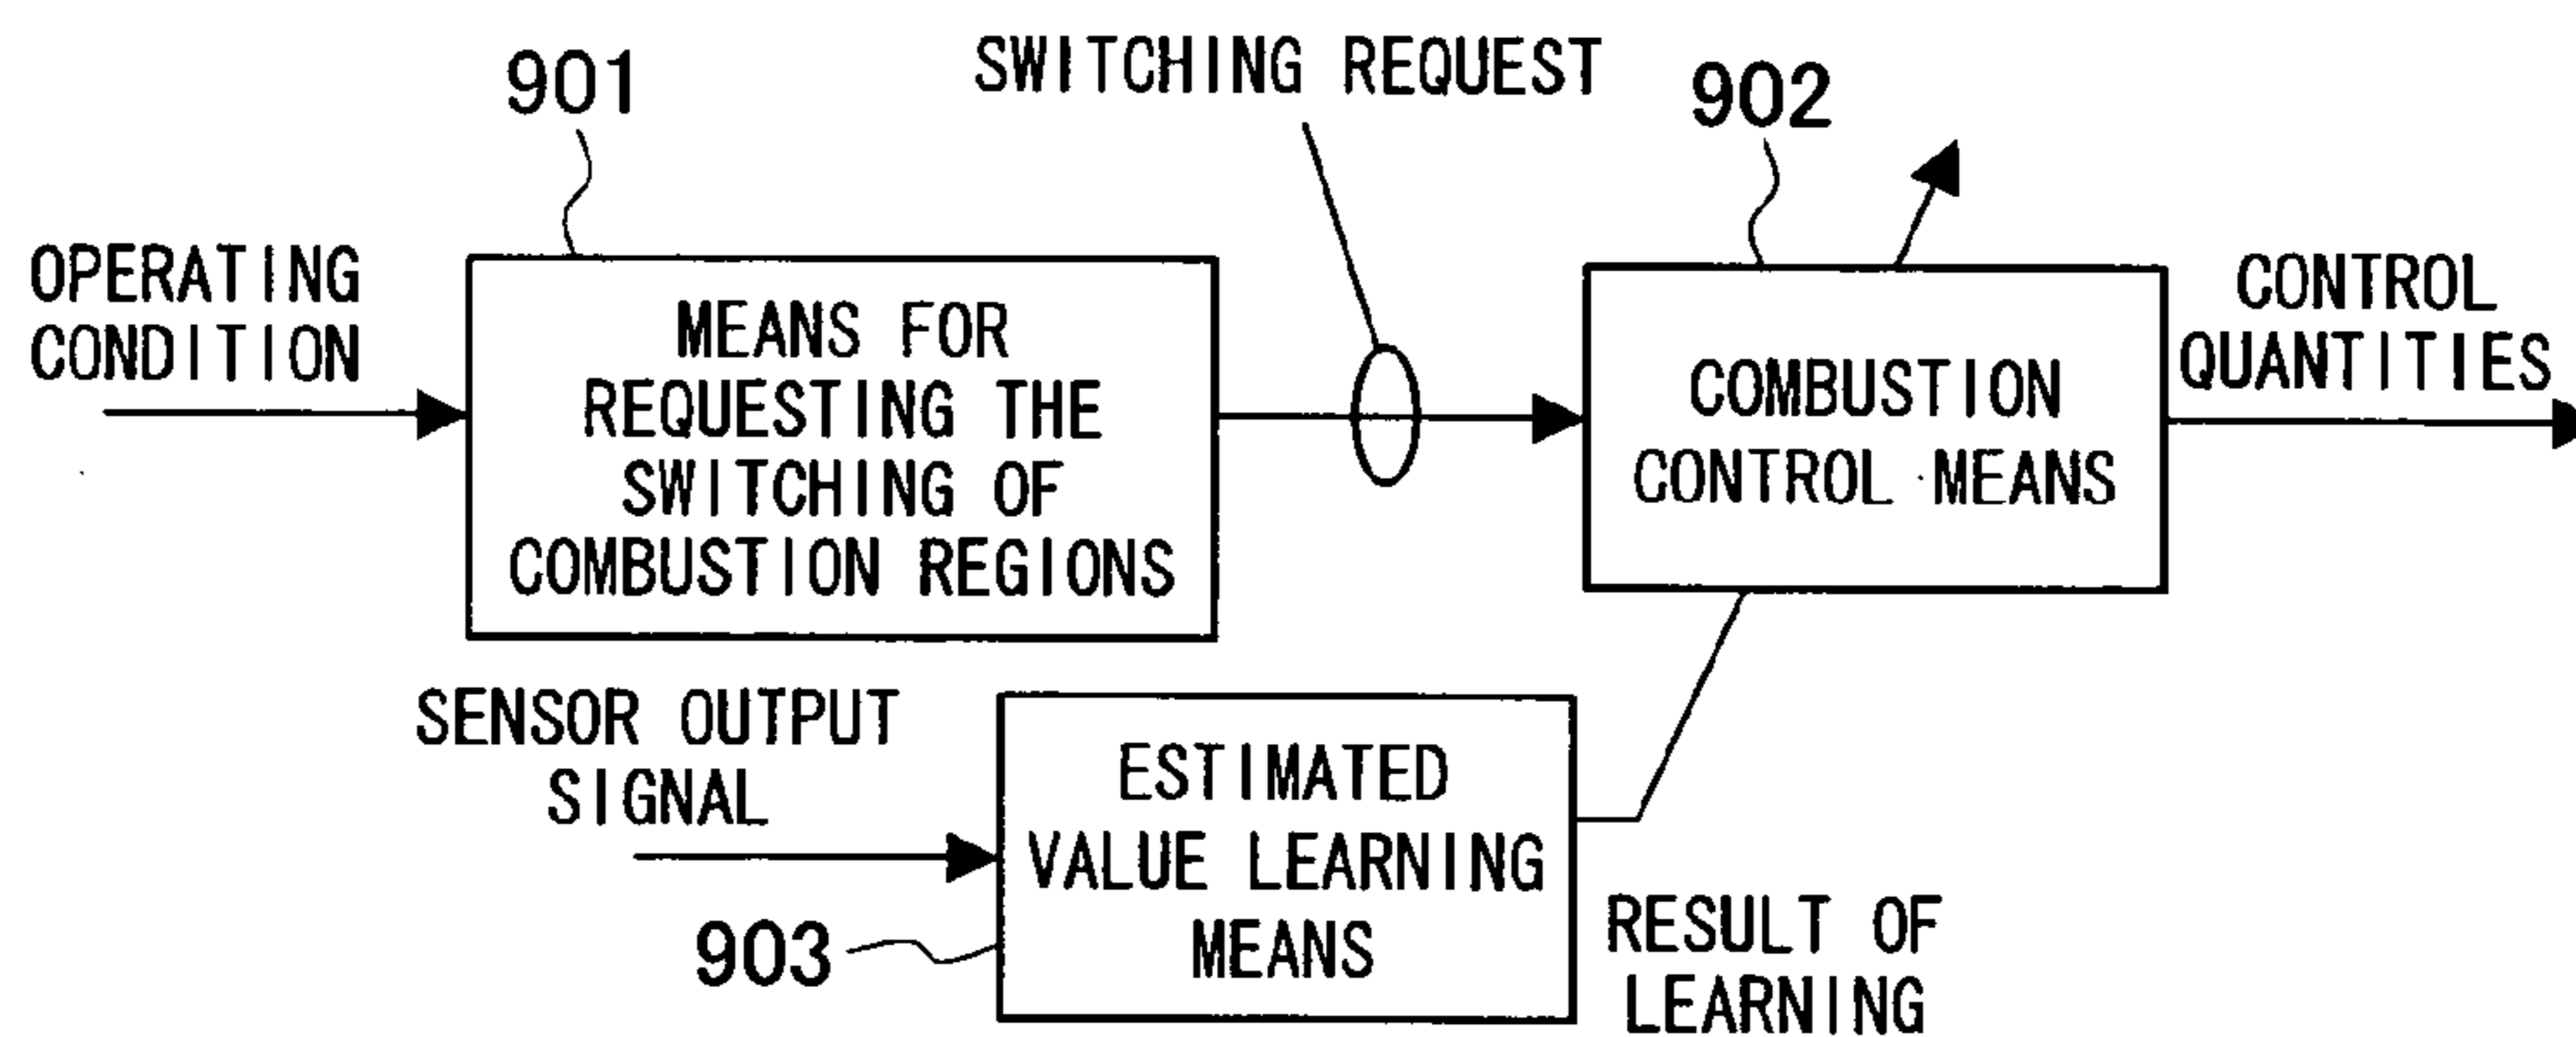 SWITCHING REQUEST
901
902
OPERATING
CONDITION
MEANS FOR
REQUESTING THE
SWITCHING OF
COMBUSTION REGIONS
COMBUSTION
CONTROL MEANS
CONTROL
QUANTITIES
SENSOR OUTPUT
SIGNAL
ESTIMATED
VALUE LEARNING
MEANS
903
RESULT OF
LEARNING